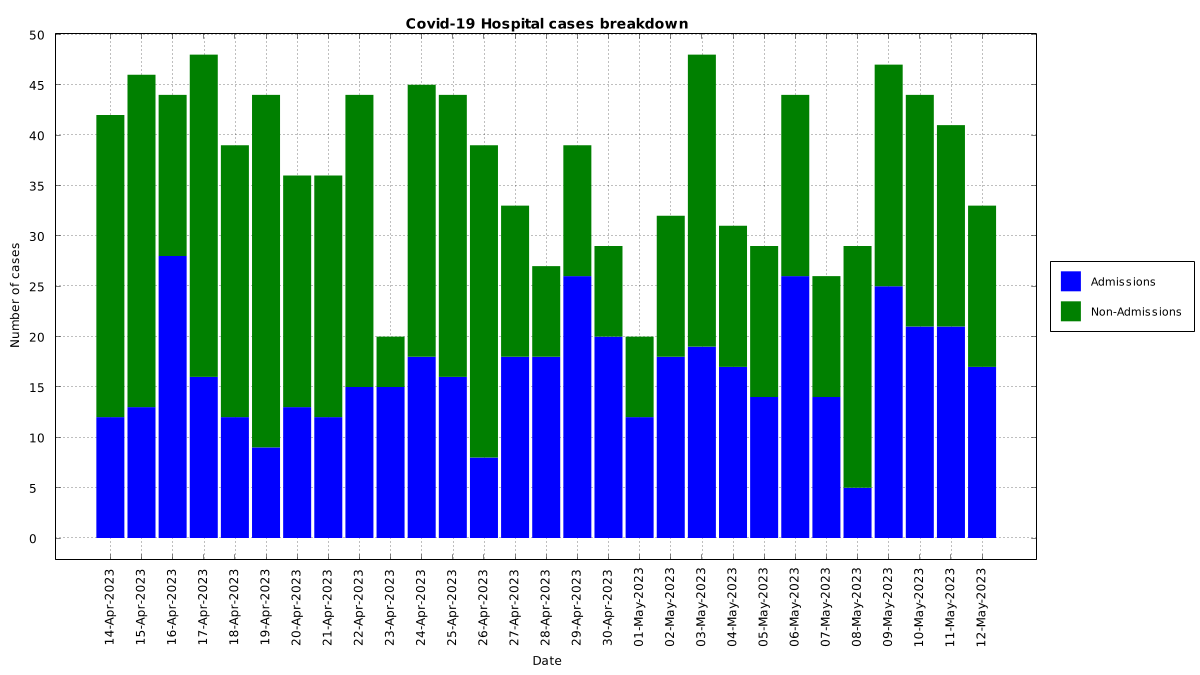 Covid-19 Hospital cases breakdown
50
45
40
35
30
25
20
15
10
5
0
Number of cases
14-Apr-2023
15-Apr-2023
16-Apr-2023
17-Apr-2023
18-Apr-2023
19-Apr-2023
20-Apr-2023
21-Apr-2023
22-Apr-2023
23-Apr-2023
24-Apr-2023
25-Apr-2023
26-Apr-2023
27-Apr-2023
28-Apr-2023
29-Apr-2023
30-Apr-2023
01-May-2023
02-May-2023
03-May-2023
04-May-2023
05-May-2023
06-May-2023
07-May-2023
08-May-2023
09-May-2023
10-May-2023
11-May-2023
12-May-2023
Date
Admissions
Non-Admissions